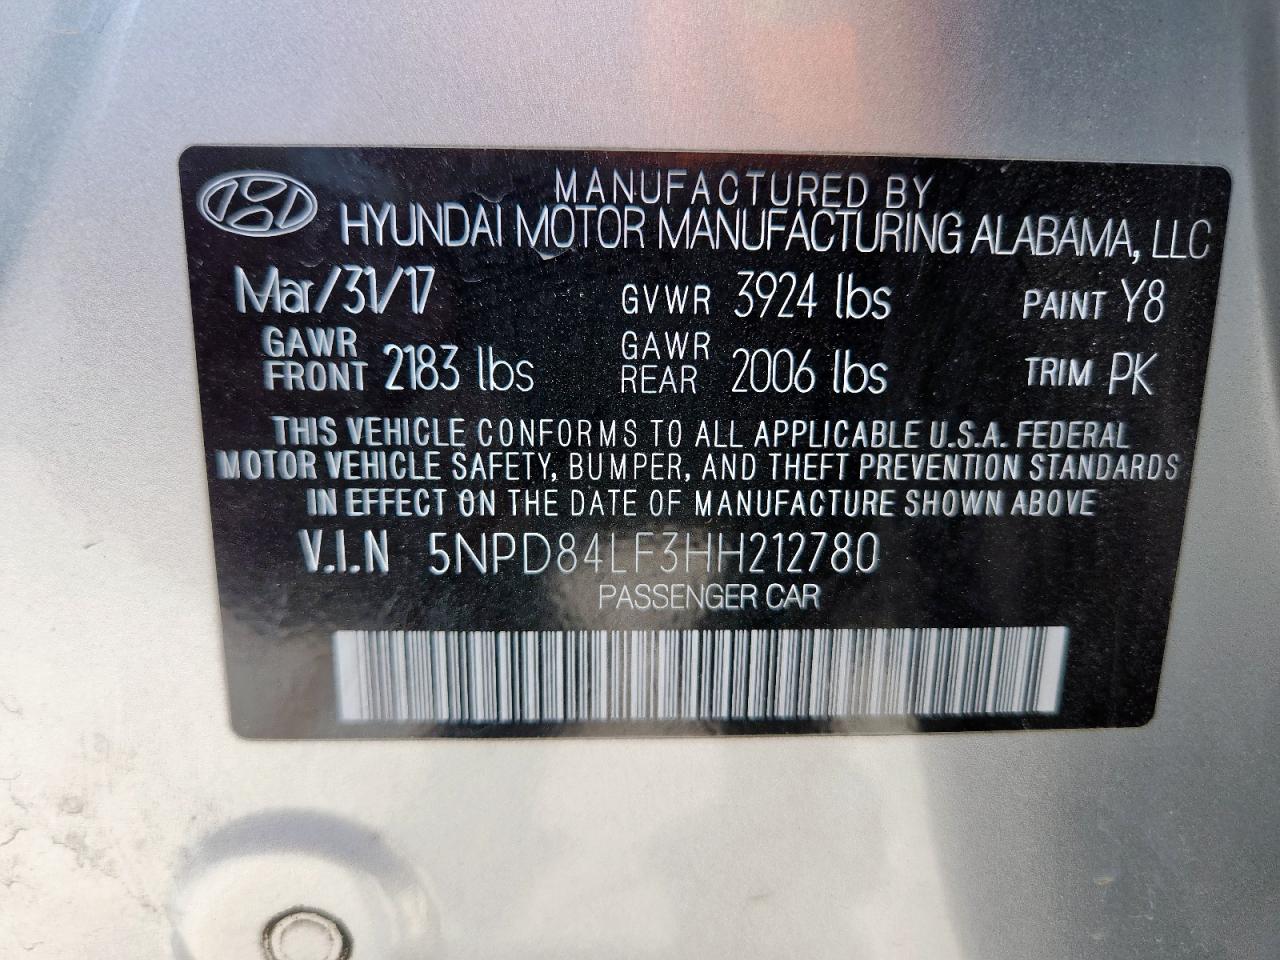 MANUFACTURED BY
HYUNDAI MOTOR MANUFACTURING ALABAMA, LLC
Mar/31/17 GVWR 3924 lbs PAINT Y8
GAWR FRONT 2183 lbs GAWR REAR 2006 lbs TRIM PK
THIS VEHICLE CONFORMS TO ALL APPLICABLE U.S.A. FEDERAL
MOTOR VEHICLE SAFETY, BUMPER, AND THEFT PREVENTION STANDARDS
IN EFFECT ON THE DATE OF MANUFACTURE SHOWN ABOVE
V.I.N 5NPD84LF3HH212780
PASSENGER CAR